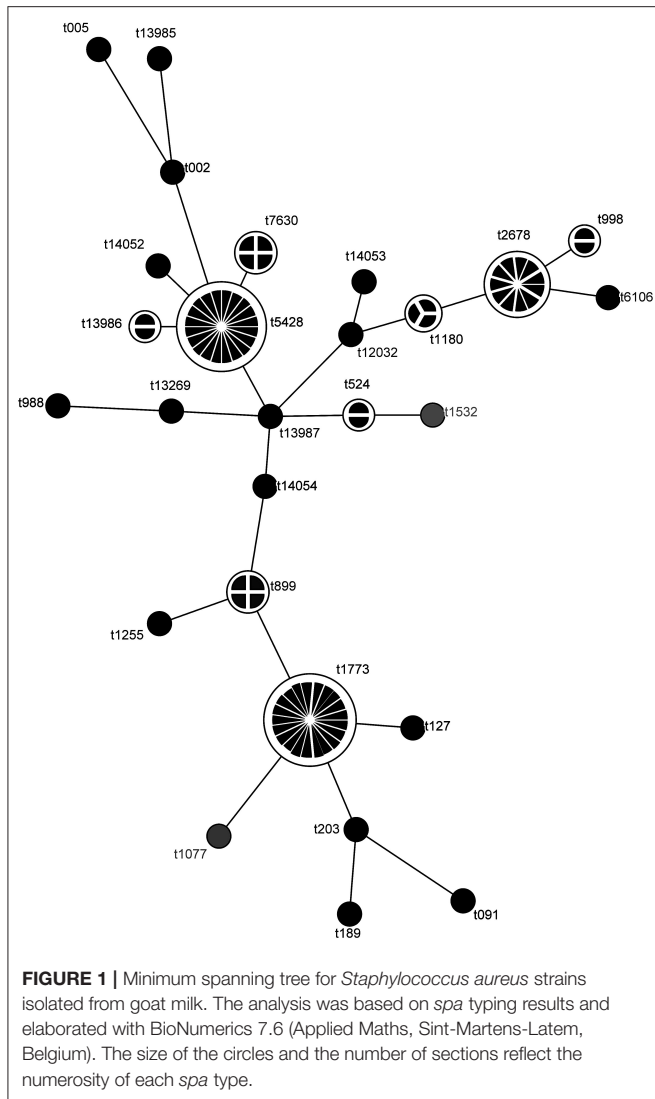 t005
t13985
t002
t7630
t998
t2678
t14052
t14053
t6106
t13986
t5428
t1180
t12032
t13269
t524
t988
t1532
t13987
t14054
t899
t1255
t1773
t127
t203
t1077
t091
t189
FIGURE 1 | Minimum spanning tree for Staphylococcus aureus strains
isolated from goat milk. The analysis was based on spa typing results and
elaborated with BioNumerics 7.6 (Applied Maths, Sint-Martens-Latem,
Belgium). The size of the circles and the number of sections reflect the
numerosity of each spa type.